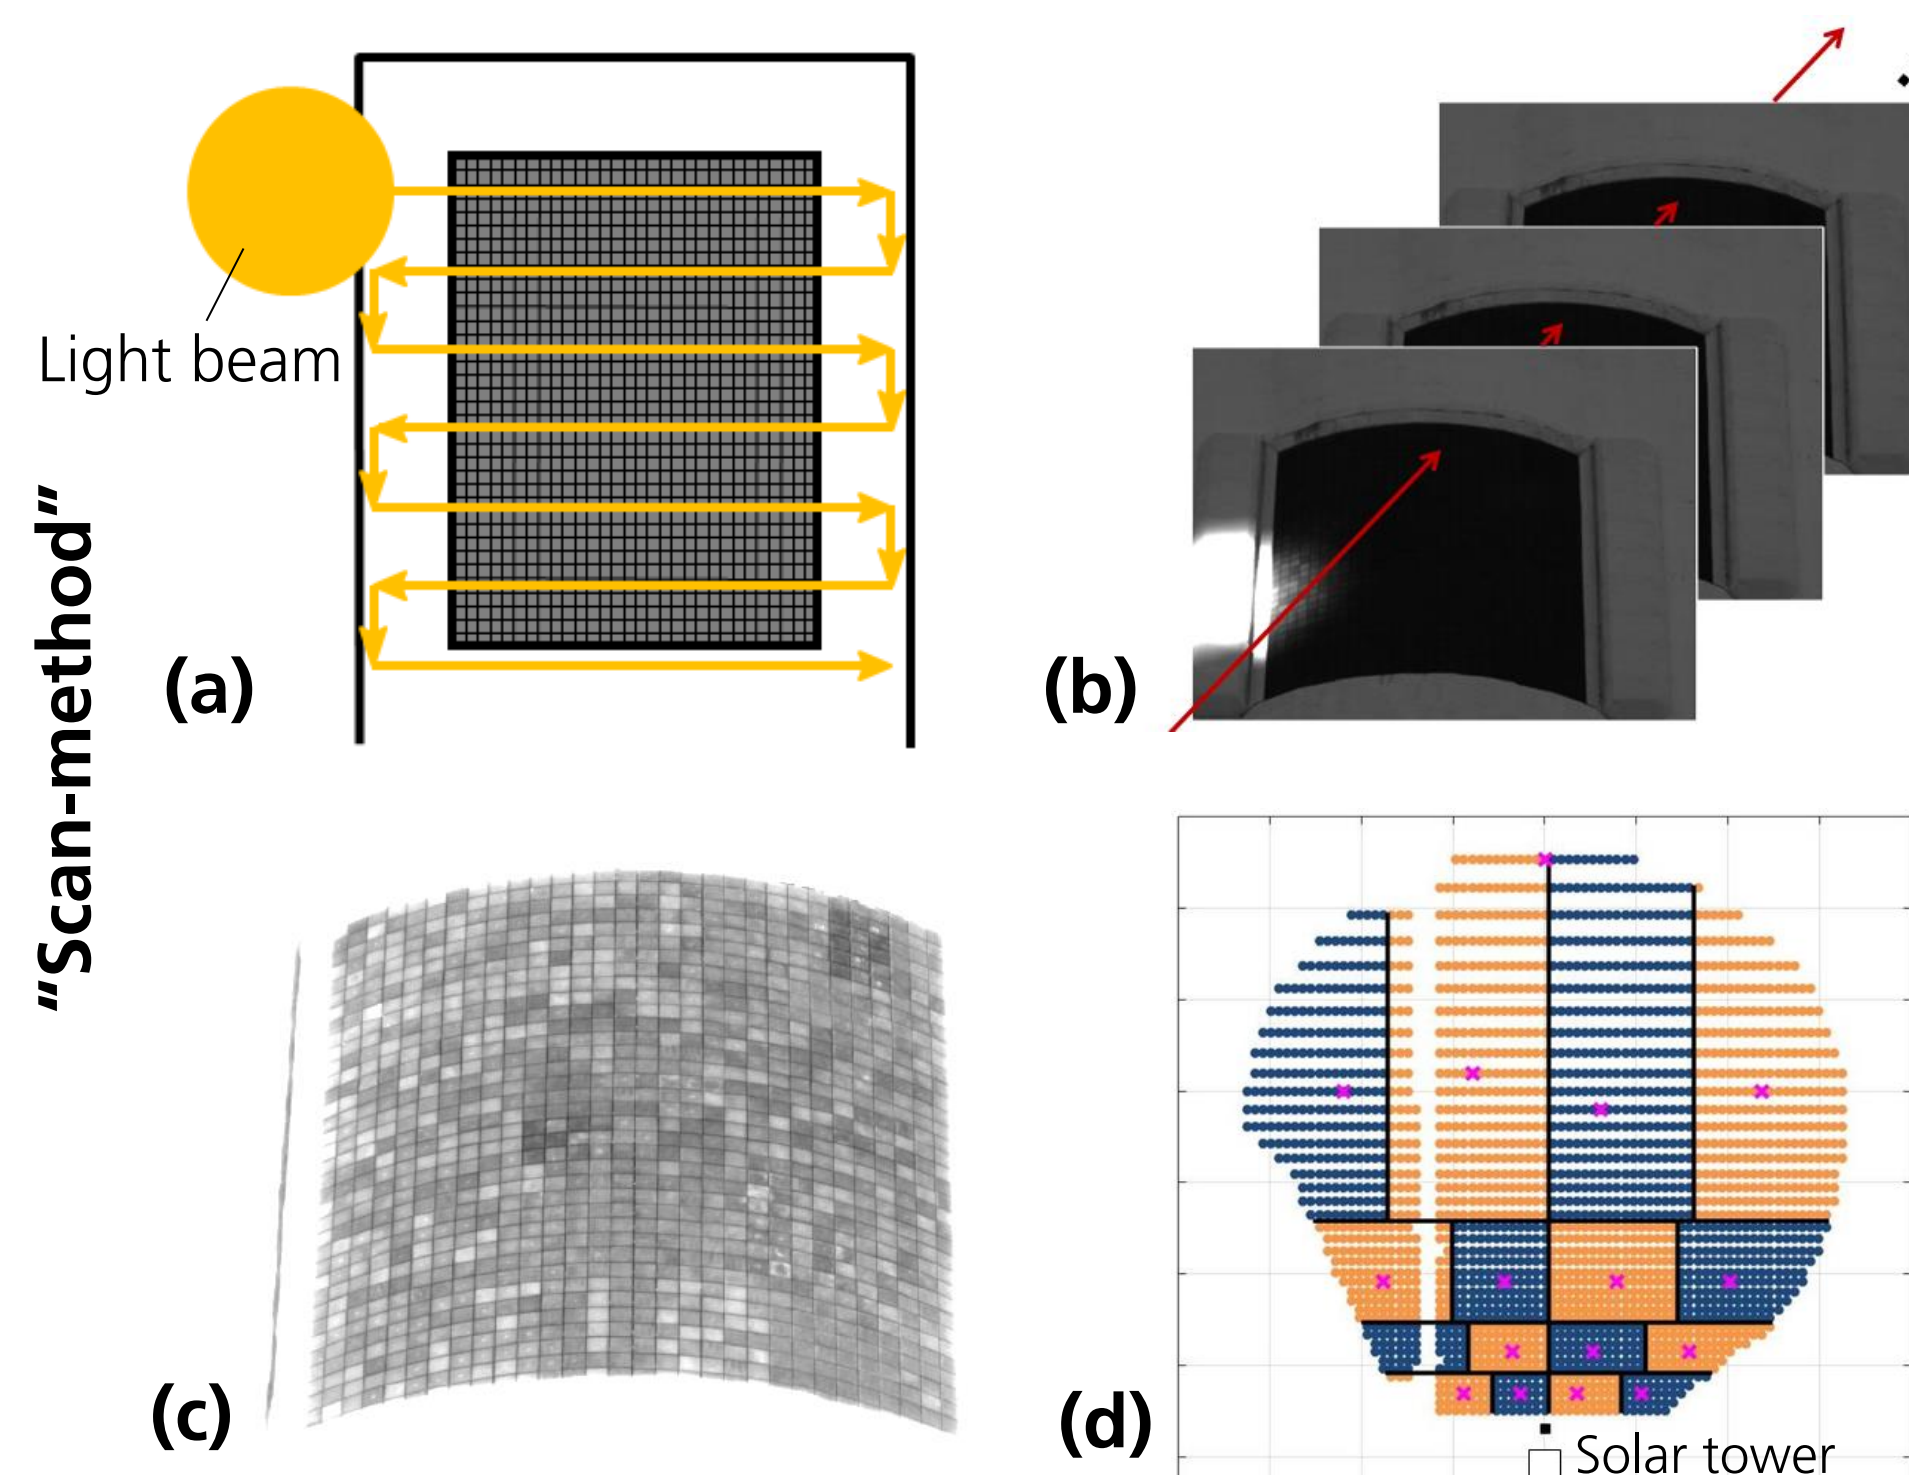 Light beam
"Scan-method"
(a)
(b)
(c)
(d)
Solar tower